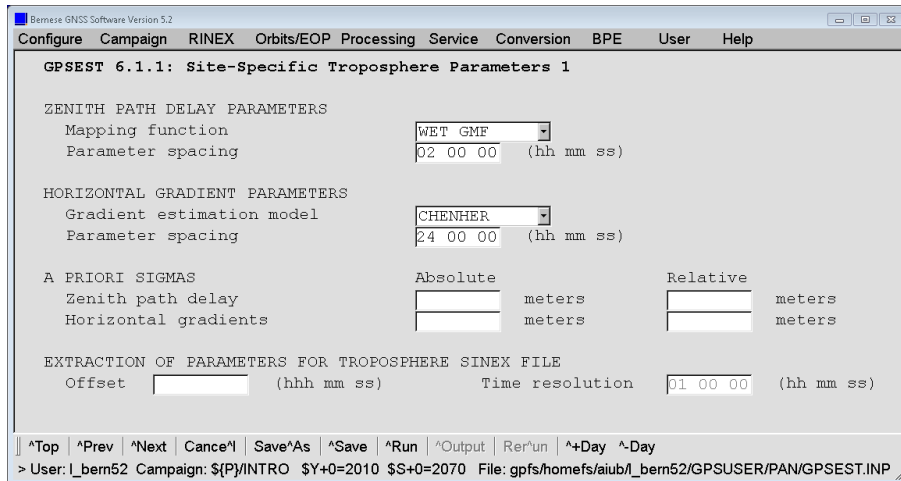 Bernese GNSS Software Version 5.2
Configure Campaign RINEX Orbits/EOP Processing Service Conversion BPE User Help
GPSEST 6.1.1: Site-Specific Troposphere Parameters 1
ZENITH PATH DELAY PARAMETERS
Mapping function WET GMF
Parameter spacing 02 00 00 (hh mm ss)
HORIZONTAL GRADIENT PARAMETERS
Gradient estimation model CHENHER
Parameter spacing 24 00 00 (hh mm ss)
A PRIORI SIGMAS Absolute Relative
Zenith path delay meters meters
Horizontal gradients meters meters
EXTRACTION OF PARAMETERS FOR TROPOSPHERE SINEX FILE
Offset (hhh mm ss) Time resolution 01 00 00 (hh mm ss)
^Top | ^Prev | ^Next | Cance^l | Save^As | ^Save | ^Run | ^Output | Rer^un | ^+Day ^-Day
> User: l_bern52 Campaign: ${P}/INTRO $Y+0=2010 $S+0=2070 File: gpfs/homefs/aiub/l_bern52/GPSUSER/PAN/GPSEST.INP